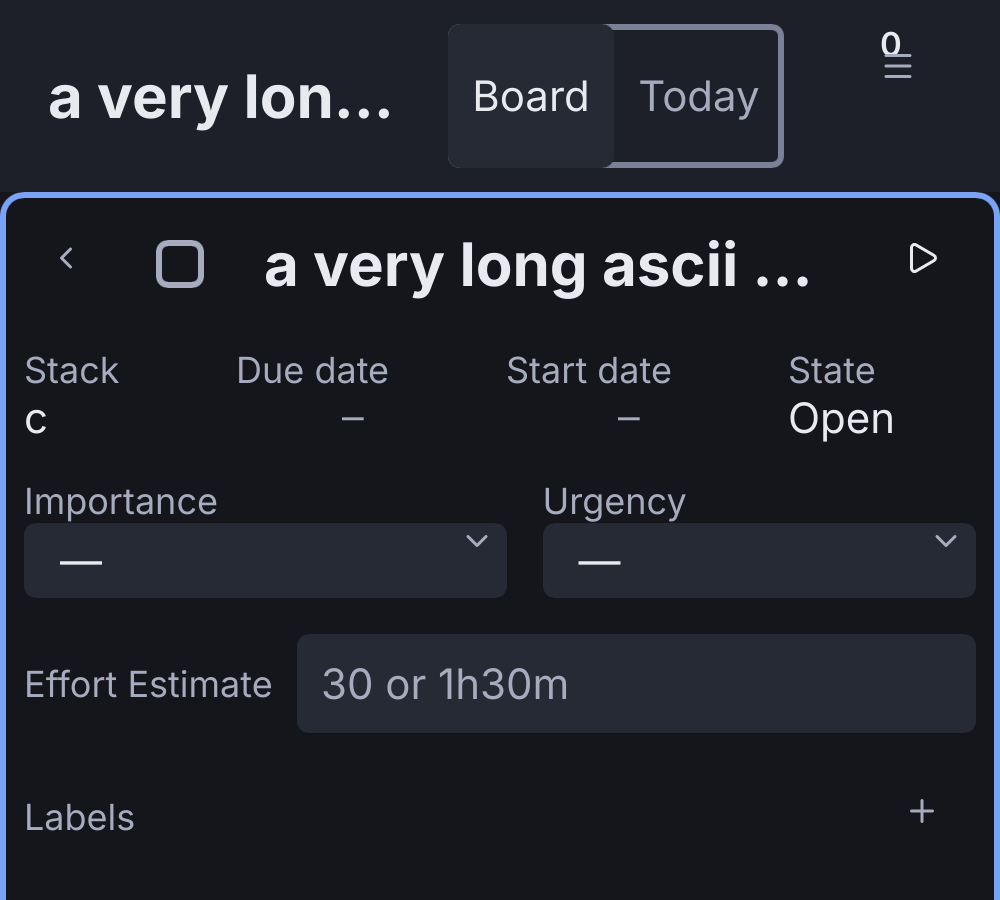 0
a very lon… Board Today
a very long ascii …
Stack Due date Start date State
c – – Open
Importance Urgency
— —
Effort Estimate 30 or 1h30m
Labels +